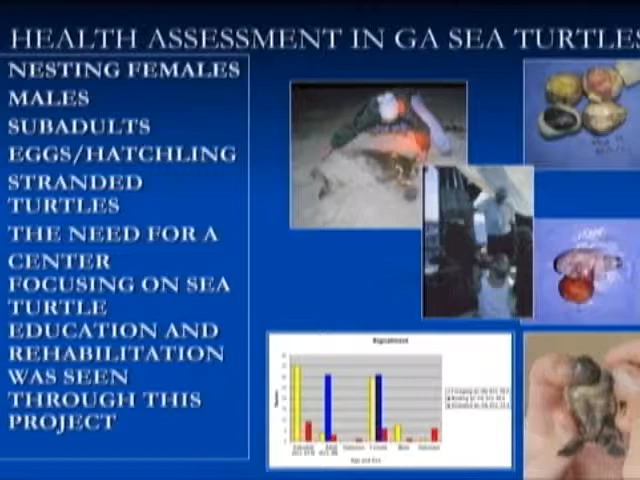 HEALTH ASSESSMENT IN GA SEA TURTLES
NESTING FEMALES
MALES
SUBADULTS
EGGS/HATCHLING
STRANDED
TURTLES
THE NEED FOR A
CENTER
FOCUSING ON SEA
TURTLE
EDUCATION AND
REHABILITATION
WAS SEEN
THROUGH THIS
PROJECT